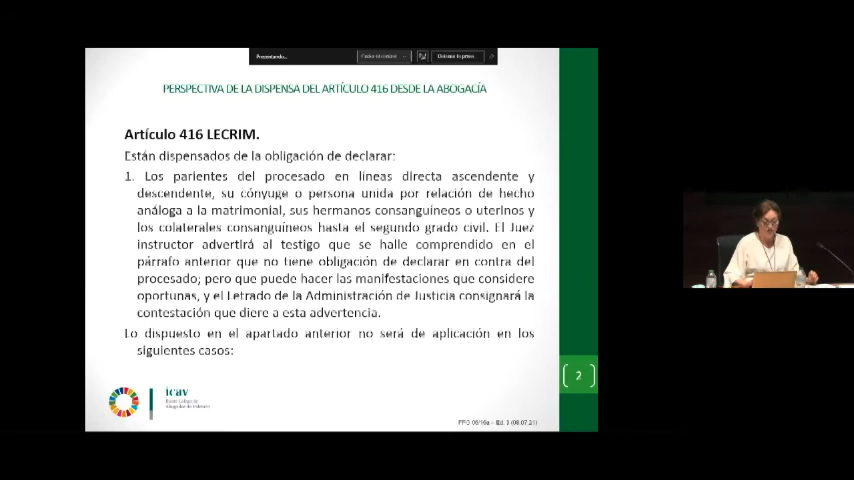 Presentando...
PERSPECTIVA DE LA DISPENSA DEL ARTÍCULO 416 DESDE LA ABOGACÍA
Artículo 416 LECRIM.
Están dispensados de la obligación de declarar:
1. Los parientes del procesado en líneas directa ascendente y
descendente, su cónyuge o persona unida por relación de hecho
análoga a la matrimonial, sus hermanos consanguíneos o uterinos y
los colaterales consanguíneos hasta el segundo grado civil. El Juez
instructor advertirá al testigo que se halle comprendido en el
párrafo anterior que no tiene obligación de declarar en contra del
procesado; pero que puede hacer las manifestaciones que considere
oportunas, y el Letrado de la Administración de Justicia consignará la
contestación que diere a esta advertencia.
Lo dispuesto en el apartado anterior no será de aplicación en los
siguientes casos:
2
icav